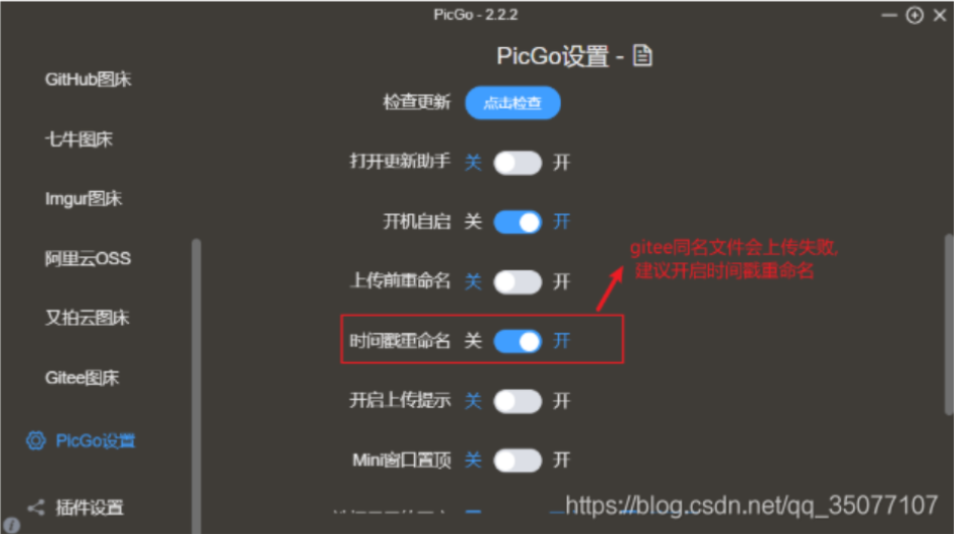 PicGo - 2.2.2
GitHub图床
七牛图床
Imgur图床
阿里云OSS
又拍云图床
Gitee图床
PicGo设置
插件设置
PicGo设置 -
检查更新 点击检查
打开更新助手 关 开
开机自启 关 开
上传前重命名 关 开
时间戳重命名 关 开
开启上传提示 关 开
Mini窗口置顶 关 开
gitee同名文件会上传失败,
建议开启时间戳重命名
https://blog.csdn.net/qq_35077107